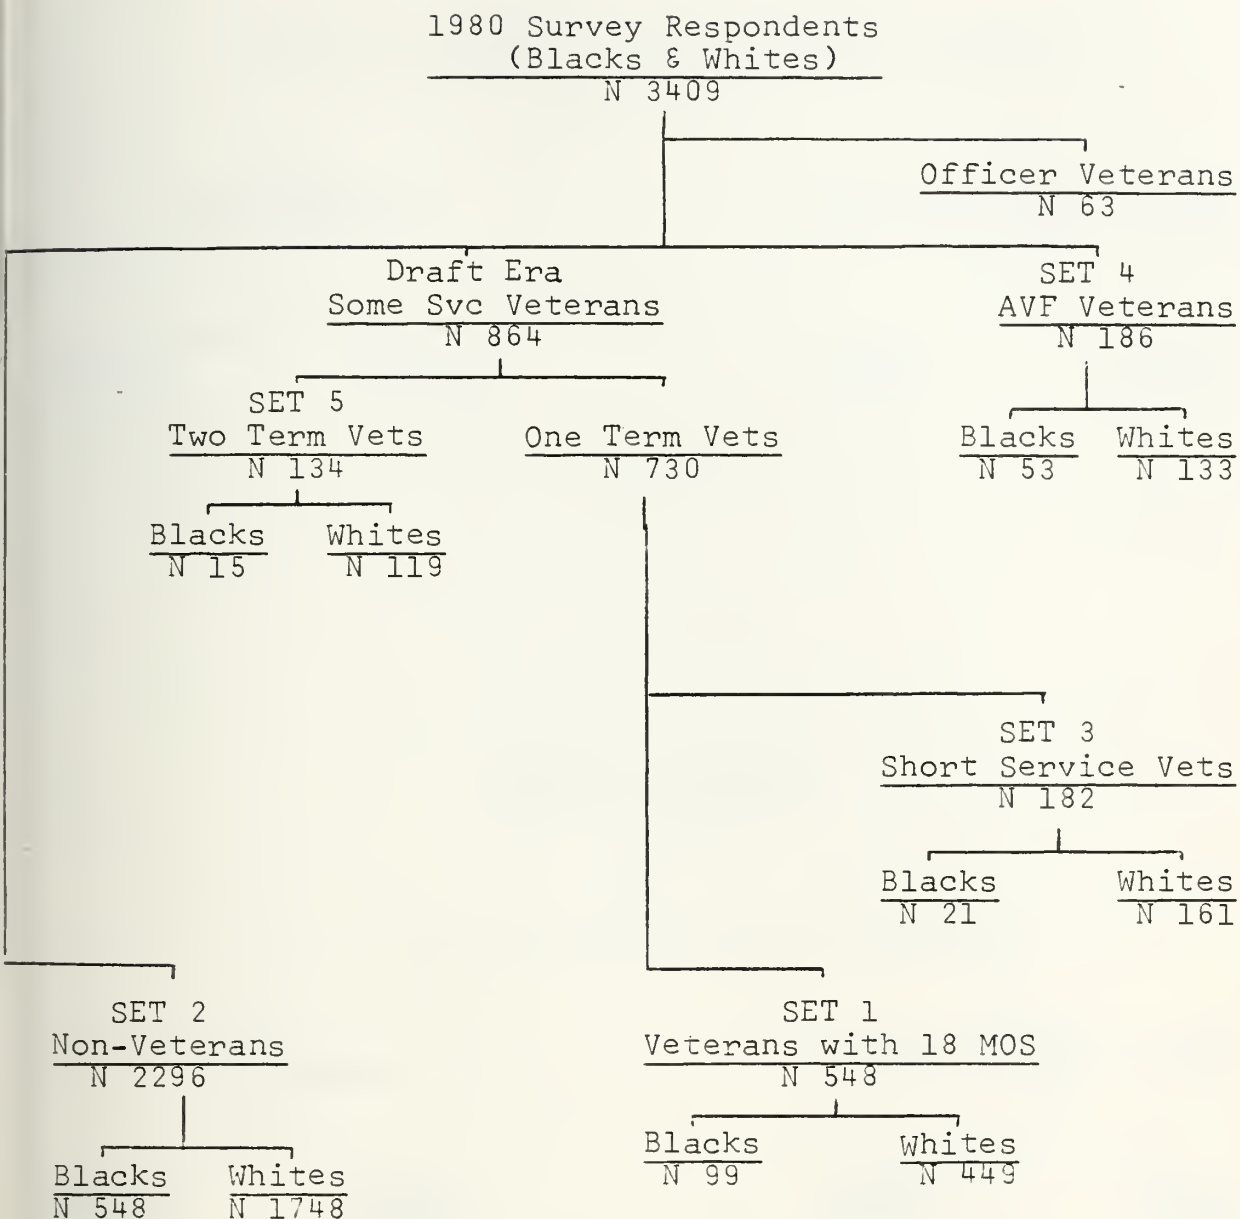 1980 Survey Respondents
(Blacks & Whites)
N 3409
Officer Veterans
N 63
Draft Era
Some Svc Veterans
N 864
SET 4
AVF Veterans
N 186
SET 5
Two Term Vets
N 134
One Term Vets
N 730
Blacks
N 53
Whites
N 133
Blacks
N 15
Whites
N 119
SET 3
Short Service Vets
N 182
Blacks
N 21
Whites
N 161
SET 2
Non-Veterans
N 2296
SET 1
Veterans with 18 MOS
N 548
Blacks
N 548
Whites
N 1748
Blacks
N 99
Whites
N 449